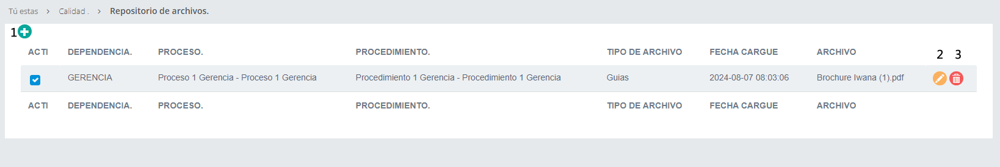 Tú estas > Calidad . > Repositorio de archivos.
1
ACTI DEPENDENCIA. PROCESO. PROCEDIMIENTO. TIPO DE ARCHIVO FECHA CARGUE ARCHIVO 2 3
GERENCIA Proceso 1 Gerencia - Proceso 1 Gerencia Procedimiento 1 Gerencia - Procedimiento 1 Gerencia Guias 2024-08-07 08:03:06 Brochure Iwana (1).pdf
ACTI DEPENDENCIA. PROCESO. PROCEDIMIENTO. TIPO DE ARCHIVO FECHA CARGUE ARCHIVO